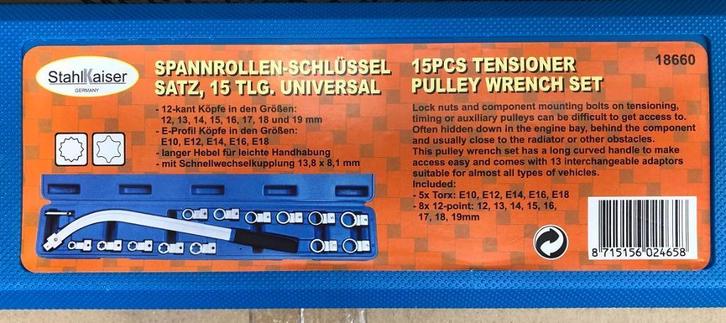 StahlKaiser
GERMANY
SPANNROLLEN-SCHLÜSSEL
SATZ, 15 TLG. UNIVERSAL
- 12-kant Köpfe in den Größen:
12, 13, 14, 15, 16, 17, 18 und 19 mm
- E-Profil Köpfe in den Größen:
E10, E12, E14, E16, E18
- langer Hebel für leichte Handhabung
- mit Schnellwechselkupplung 13,8 x 8,1 mm
15PCS TENSIONER
PULLEY WRENCH SET
18660
Lock nuts and component mounting bolts on tensioning,
timing or auxiliary pulleys can be difficult to get access to.
Often hidden down in the engine bay, behind the component
and usually close to the radiator or other obstacles.
This pulley wrench set has a long curved handle to make
access easy and comes with 13 interchangeable adaptors
suitable for almost all types of vehicles.
Included:
- 5x Torx: E10, E12, E14, E16, E18
- 8x 12-point: 12, 13, 14, 15, 16,
17, 18, 19mm
8 715156 024658